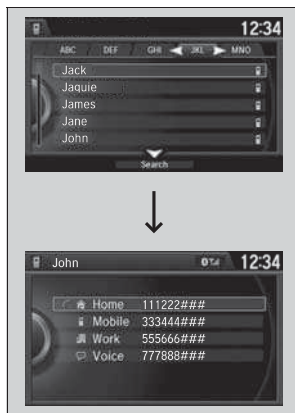 12:34
ABC DEF GHI JKL MNO
Jack
Jaquie
James
Jane
John
Search
John 12:34
Home 111222###
Mobile 333444###
Work 555666###
Voice 777888###